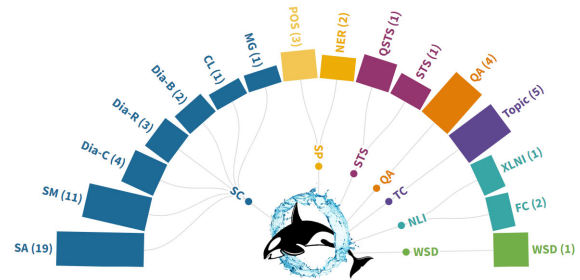 SA (19)
SM (11)
Dia-C (4)
Dia-R (3)
Dia-B (2)
CL (1)
MG (1)
POS (3)
NER (2)
QSTS (1)
STS (1)
QA (4)
Topic (5)
XLNI (1)
FC (2)
WSD (1)
SC
SP
STS
QA
TC
NLI
WSD